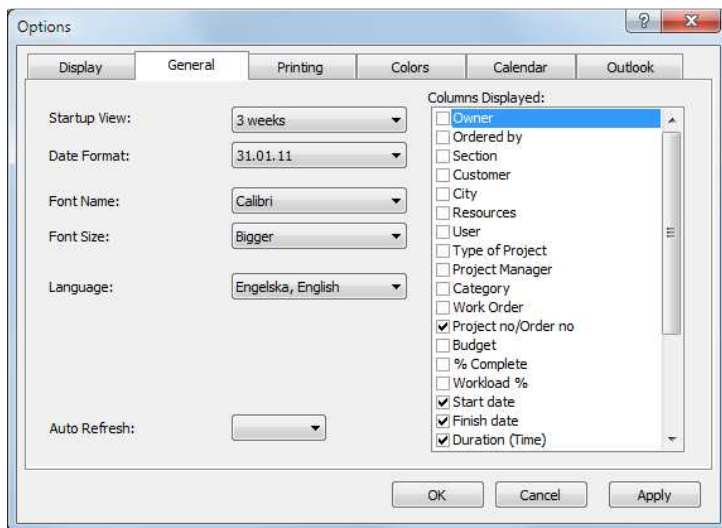 Options
Display General Printing Colors Calendar Outlook
Columns Displayed:
Startup View: 3 weeks
Date Format: 31.01.11
Font Name: Calibri
Font Size: Bigger
Language: Engelska, English
Auto Refresh:
Owner
Ordered by
Section
Customer
City
Resources
User
Type of Project
Project Manager
Category
Work Order
Project no/Order no
Budget
% Complete
Workload %
Start date
Finish date
Duration (Time)
OK Cancel Apply